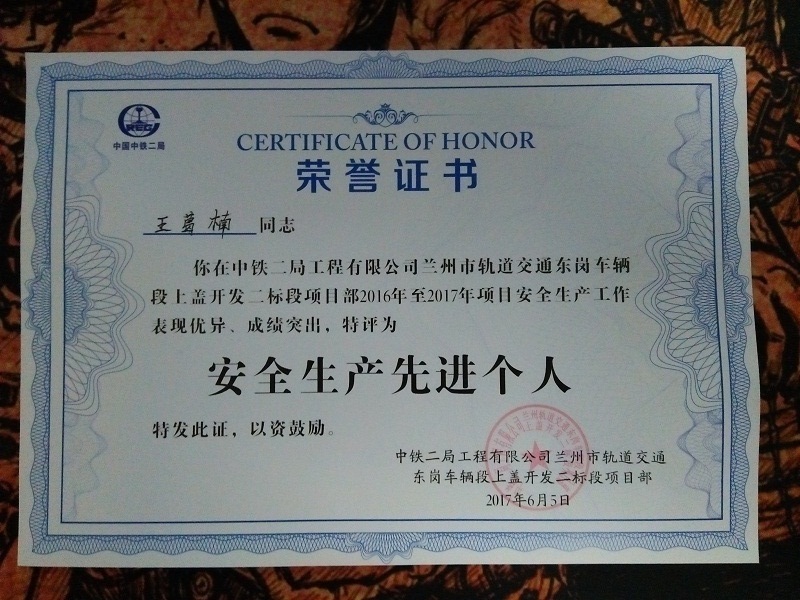 CREC
中国中铁二局
CERTIFICATE OF HONOR
荣誉证书
王 楠 同志
你在中铁二局工程有限公司兰州市轨道交通东岗车辆
段上盖开发二标段项目部2016年至2017年项目安全生产工作
表现优异、成绩突出，特评为
安全生产先进个人
特发此证，以资鼓励。
中铁二局工程有限公司兰州市轨道交通
东岗车辆段上盖开发二标段项目部
2017年6月5日